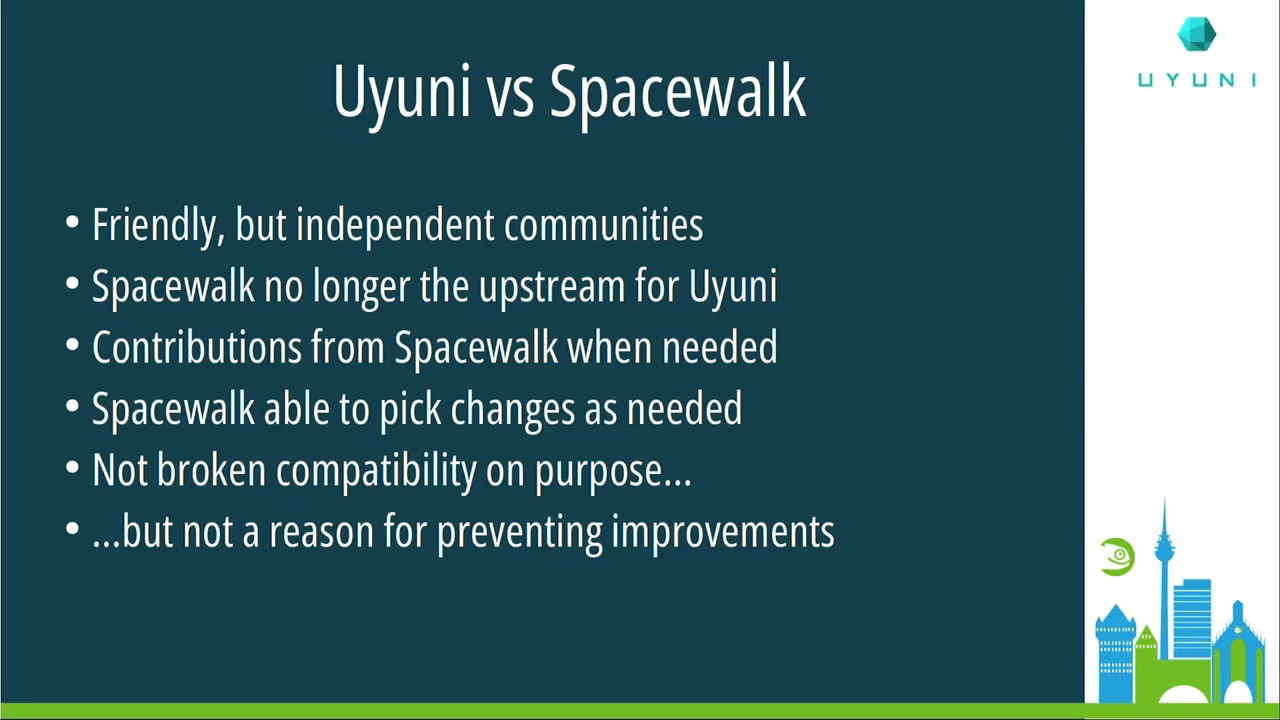 UYUNI
Uyuni vs Spacewalk
• Friendly, but independent communities
• Spacewalk no longer the upstream for Uyuni
• Contributions from Spacewalk when needed
• Spacewalk able to pick changes as needed
• Not broken compatibility on purpose...
• ...but not a reason for preventing improvements